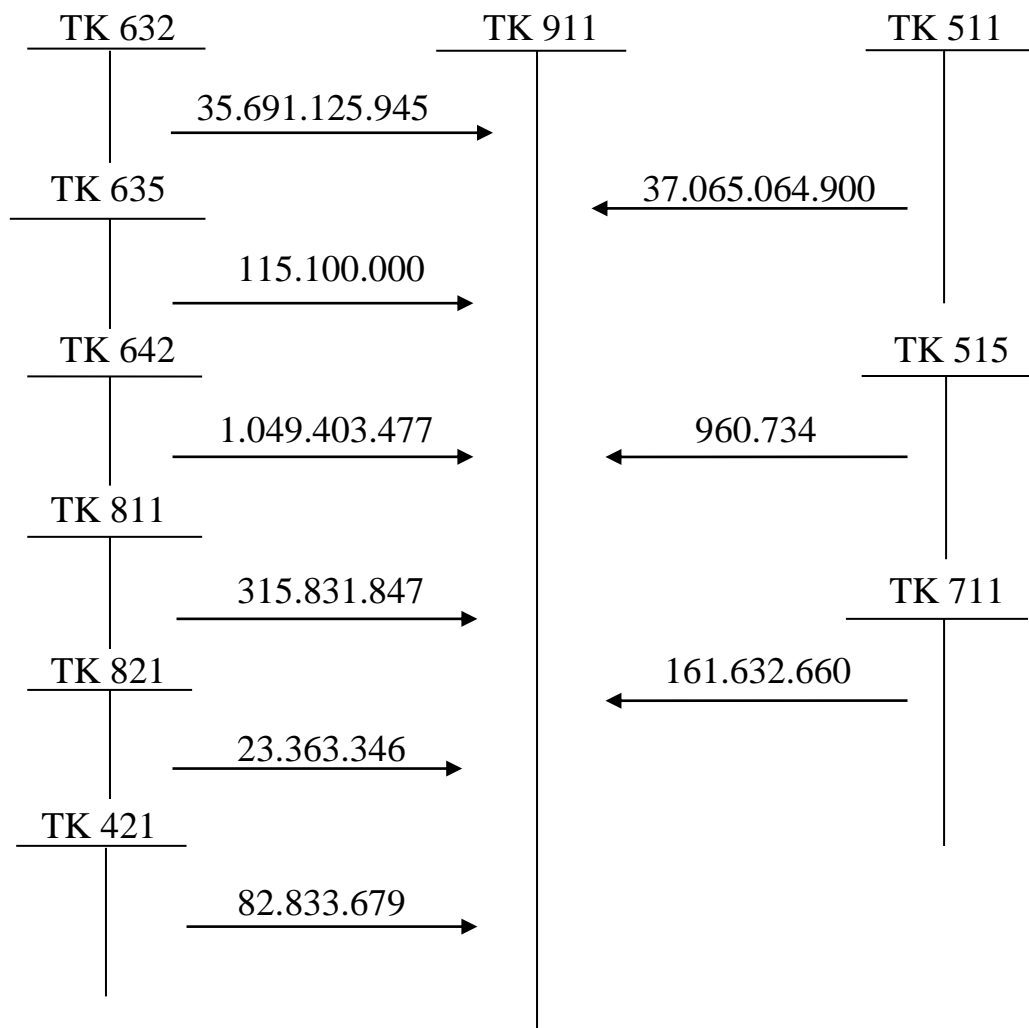 TK 632
TK 911
TK 511
35.691.125.945
TK 635
37.065.064.900
115.100.000
TK 642
TK 515
1.049.403.477
960.734
TK 811
315.831.847
TK 711
TK 821
161.632.660
23.363.346
TK 421
82.833.679